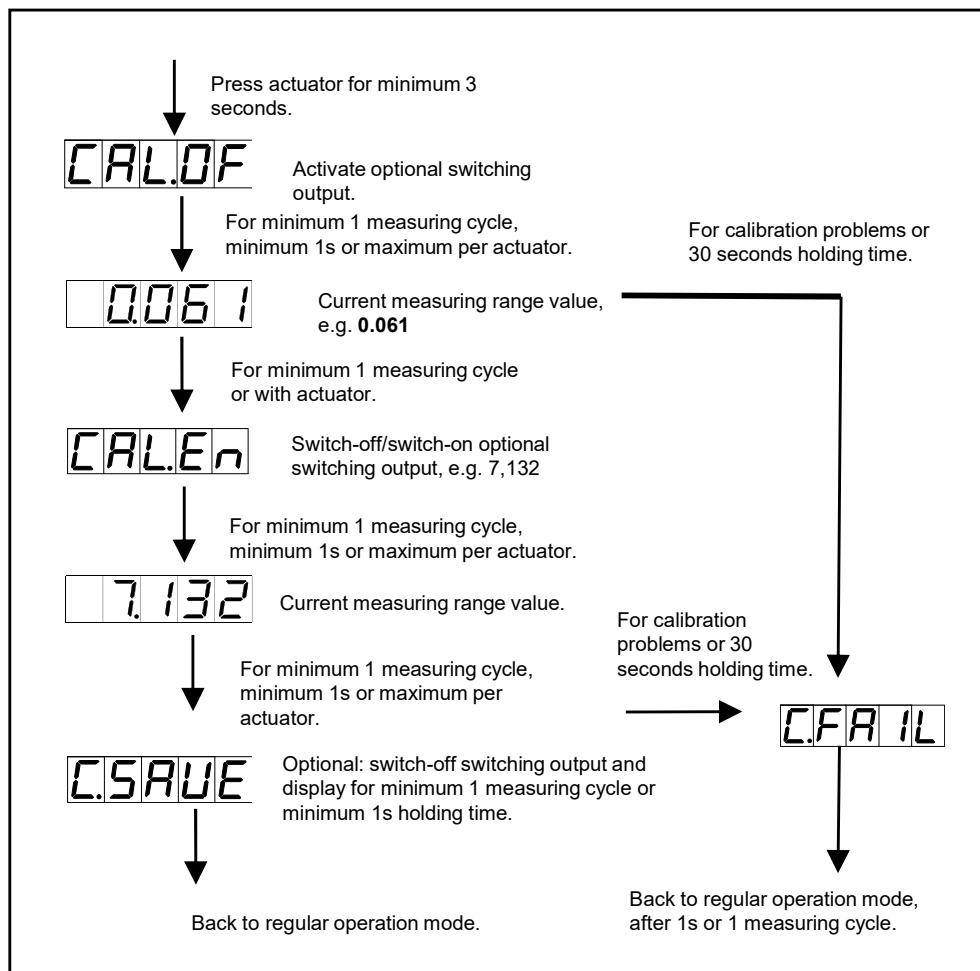 Press actuator for minimum 3
seconds.
CAL.OF
Activate optional switching
output.
For minimum 1 measuring cycle,
minimum 1s or maximum per actuator.
For calibration problems or
30 seconds holding time.
0.061
Current measuring range value,
e.g. 0.061
For minimum 1 measuring cycle
or with actuator.
CAL.En
Switch-off/switch-on optional
switching output, e.g. 7,132
For minimum 1 measuring cycle,
minimum 1s or maximum per actuator.
7.132
Current measuring range value.
For calibration
problems or 30
seconds holding time.
For minimum 1 measuring cycle,
minimum 1s or maximum per
actuator.
C.FAIL
C.SAVE
Optional: switch-off switching output and
display for minimum 1 measuring cycle or
minimum 1s holding time.
Back to regular operation mode.
Back to regular operation mode,
after 1s or 1 measuring cycle.